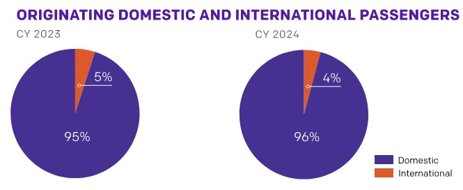 ORIGINATING DOMESTIC AND INTERNATIONAL PASSENGERS
CY 2023
CY 2024
5%
95%
4%
96%
Domestic
International